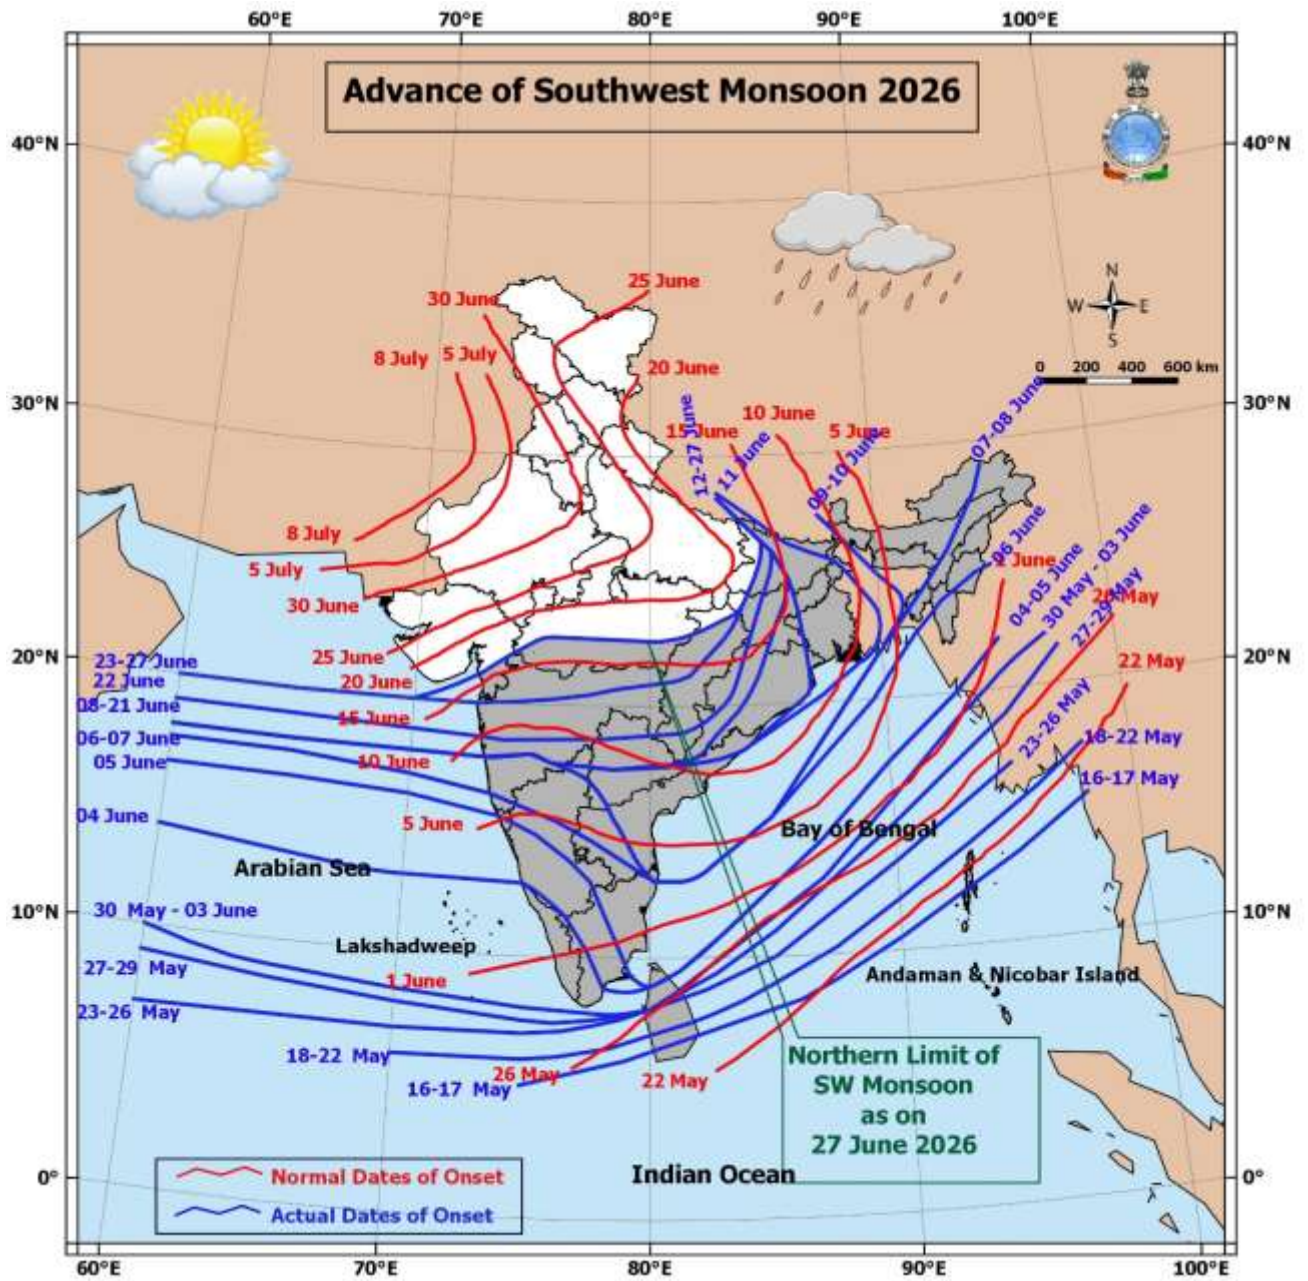 60°E 70°E 80°E 90°E 100°E
Advance of Southwest Monsoon 2026
40°N 40°N
N
W E
S
25 June
30 June
8 July 5 July
20 June
0 200 400 600 km
30°N 30°N
10 June
15 June 5 June
12-27 June
11 June
09-10 June
07-08 June
8 July
5 July
30 June
06 June
1 June
04-05 June
30 May - 03 June
27-29 May
26 May
25 June
20°N 20°N
23-27 June
22 June
20 June
22 May
08-21 June
15 June
23-26 May
06-07 June
18-22 May
05 June
10 June
16-17 May
04 June
5 June
Bay of Bengal
Arabian Sea
10°N 10°N
30 May - 03 June
Lakshadweep
27-29 May
1 June
Andaman & Nicobar Island
23-26 May
18-22 May
26 May
22 May
16-17 May
Northern Limit of
SW Monsoon
as on
27 June 2026
Indian Ocean
0° 0°
Normal Dates of Onset
Actual Dates of Onset
60°E 70°E 80°E 90°E 100°E